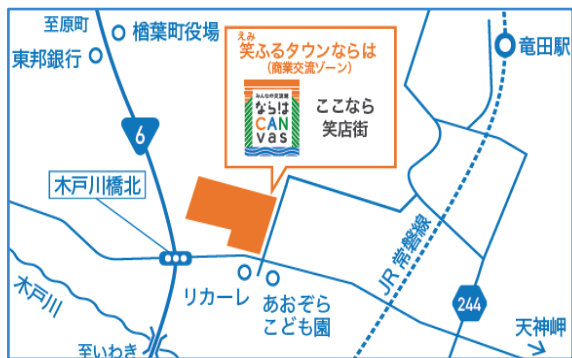 至原町
楢葉町役場
東邦銀行
えみ
笑ふるタウンならは
(商業交流ゾーン)
みんなの交流館
ならは
CAN
vas
ここなら
笑店街
竜田駅
6
木戸川橋北
JR常磐線
リカーレ
あおぞら
こども園
木戸川
244
天神岬
至いわき